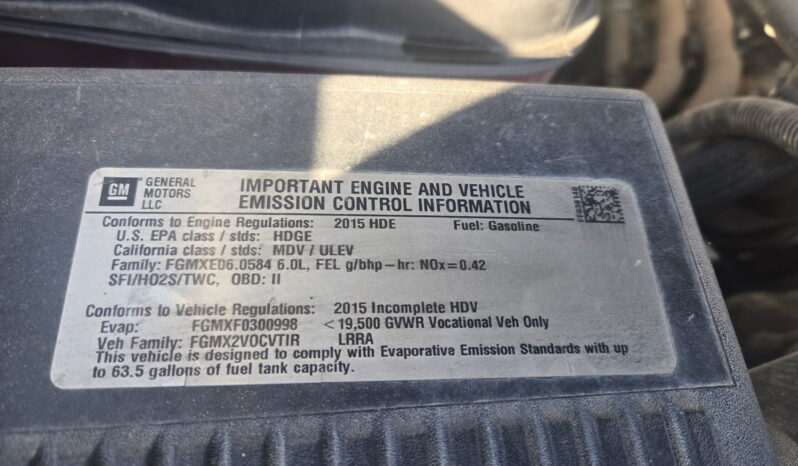 GM GENERAL MOTORS LLC
IMPORTANT ENGINE AND VEHICLE
EMISSION CONTROL INFORMATION
Conforms to Engine Regulations: 2015 HDE Fuel: Gasoline
U.S. EPA class / stds: HDGE
California class / stds: MDV / ULEV
Family: FGMXE06.0584 6.0L, FEL g/bhp-hr: NOx=0.42
SFI/HO2S/TWC, OBD: II
Conforms to Vehicle Regulations: 2015 Incomplete HDV
Evap: FGMXF0300998 <19,500 GVWR Vocational Veh Only
Veh Family: FGMX2VOCVTIR LRRA
This vehicle is designed to comply with Evaporative Emission Standards with up
to 63.5 gallons of fuel tank capacity.